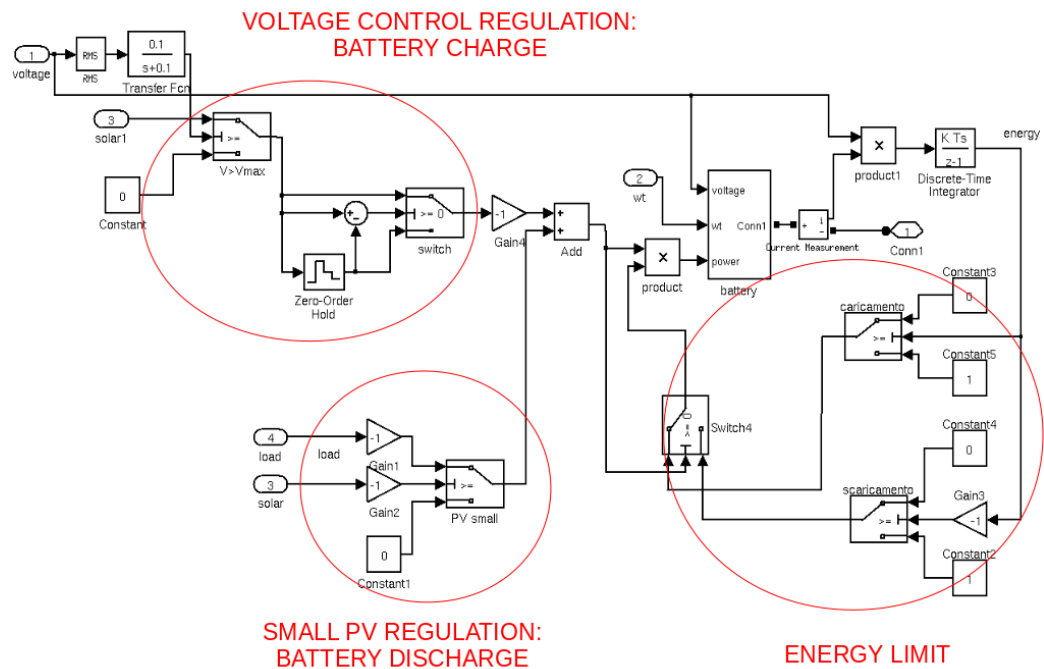 VOLTAGE CONTROL REGULATION:
BATTERY CHARGE
1
voltage
RMS
RMS
0.1
s+0.1
Transfer Fcn
3
solar1
>=
V>Vmax
0
Constant
+
-
>= 0
switch
Zero-Order
Hold
-1
Gain4
+
+
Add
×
product
2
wt
voltage
wt
power
Conn1
battery
i
+
-
Current Measurement
1
Conn1
×
product1
K Ts
z-1
Discrete-Time
Integrator
energy
Constant3
0
caricamento
>=
Constant5
1
>= 0
Switch4
Constant4
0
scaricamento
>=
Gain3
-1
Constant2
1
4
load
load
-1
Gain1
3
solar
-1
Gain2
>=
PV small
0
Constant1
SMALL PV REGULATION:
BATTERY DISCHARGE
ENERGY LIMIT